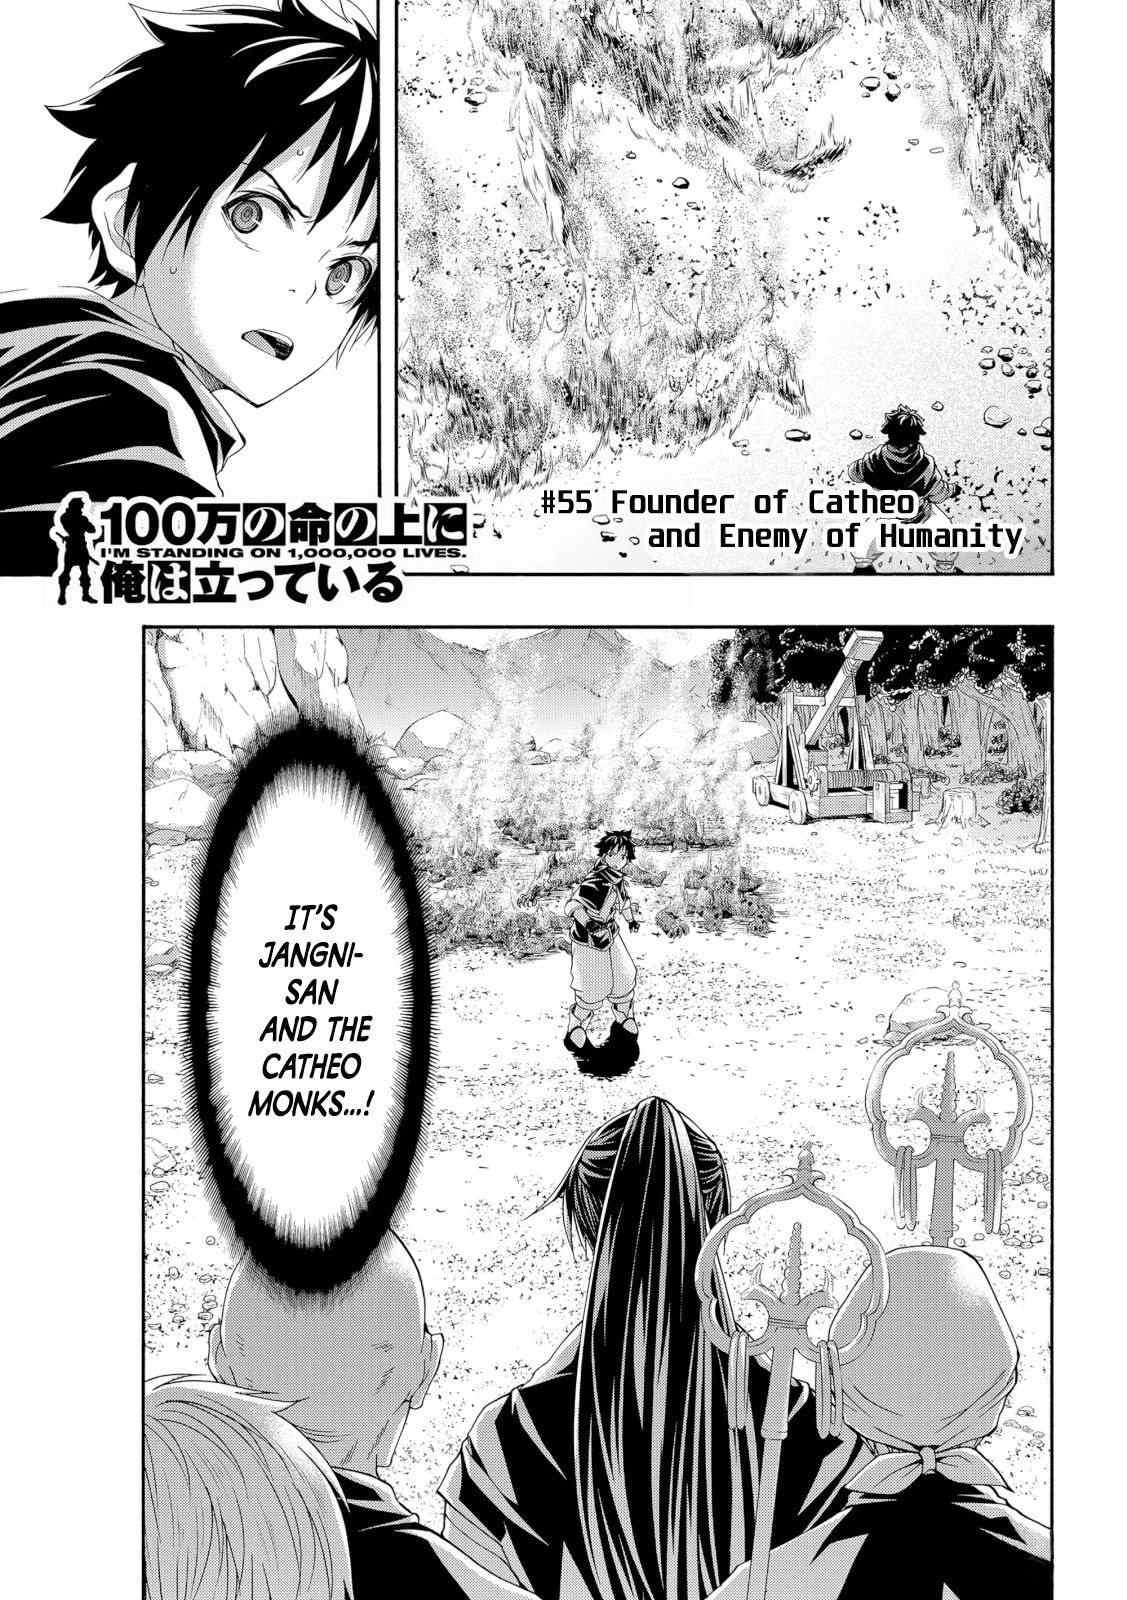 #55 Founder of Catheo
and Enemy of Humanity
100万の命の上に
I'M STANDING ON 1,000,000 LIVES.
俺は立っている
IT'S
JANGNI-
SAN
AND THE
CATHEO
MONKS...!